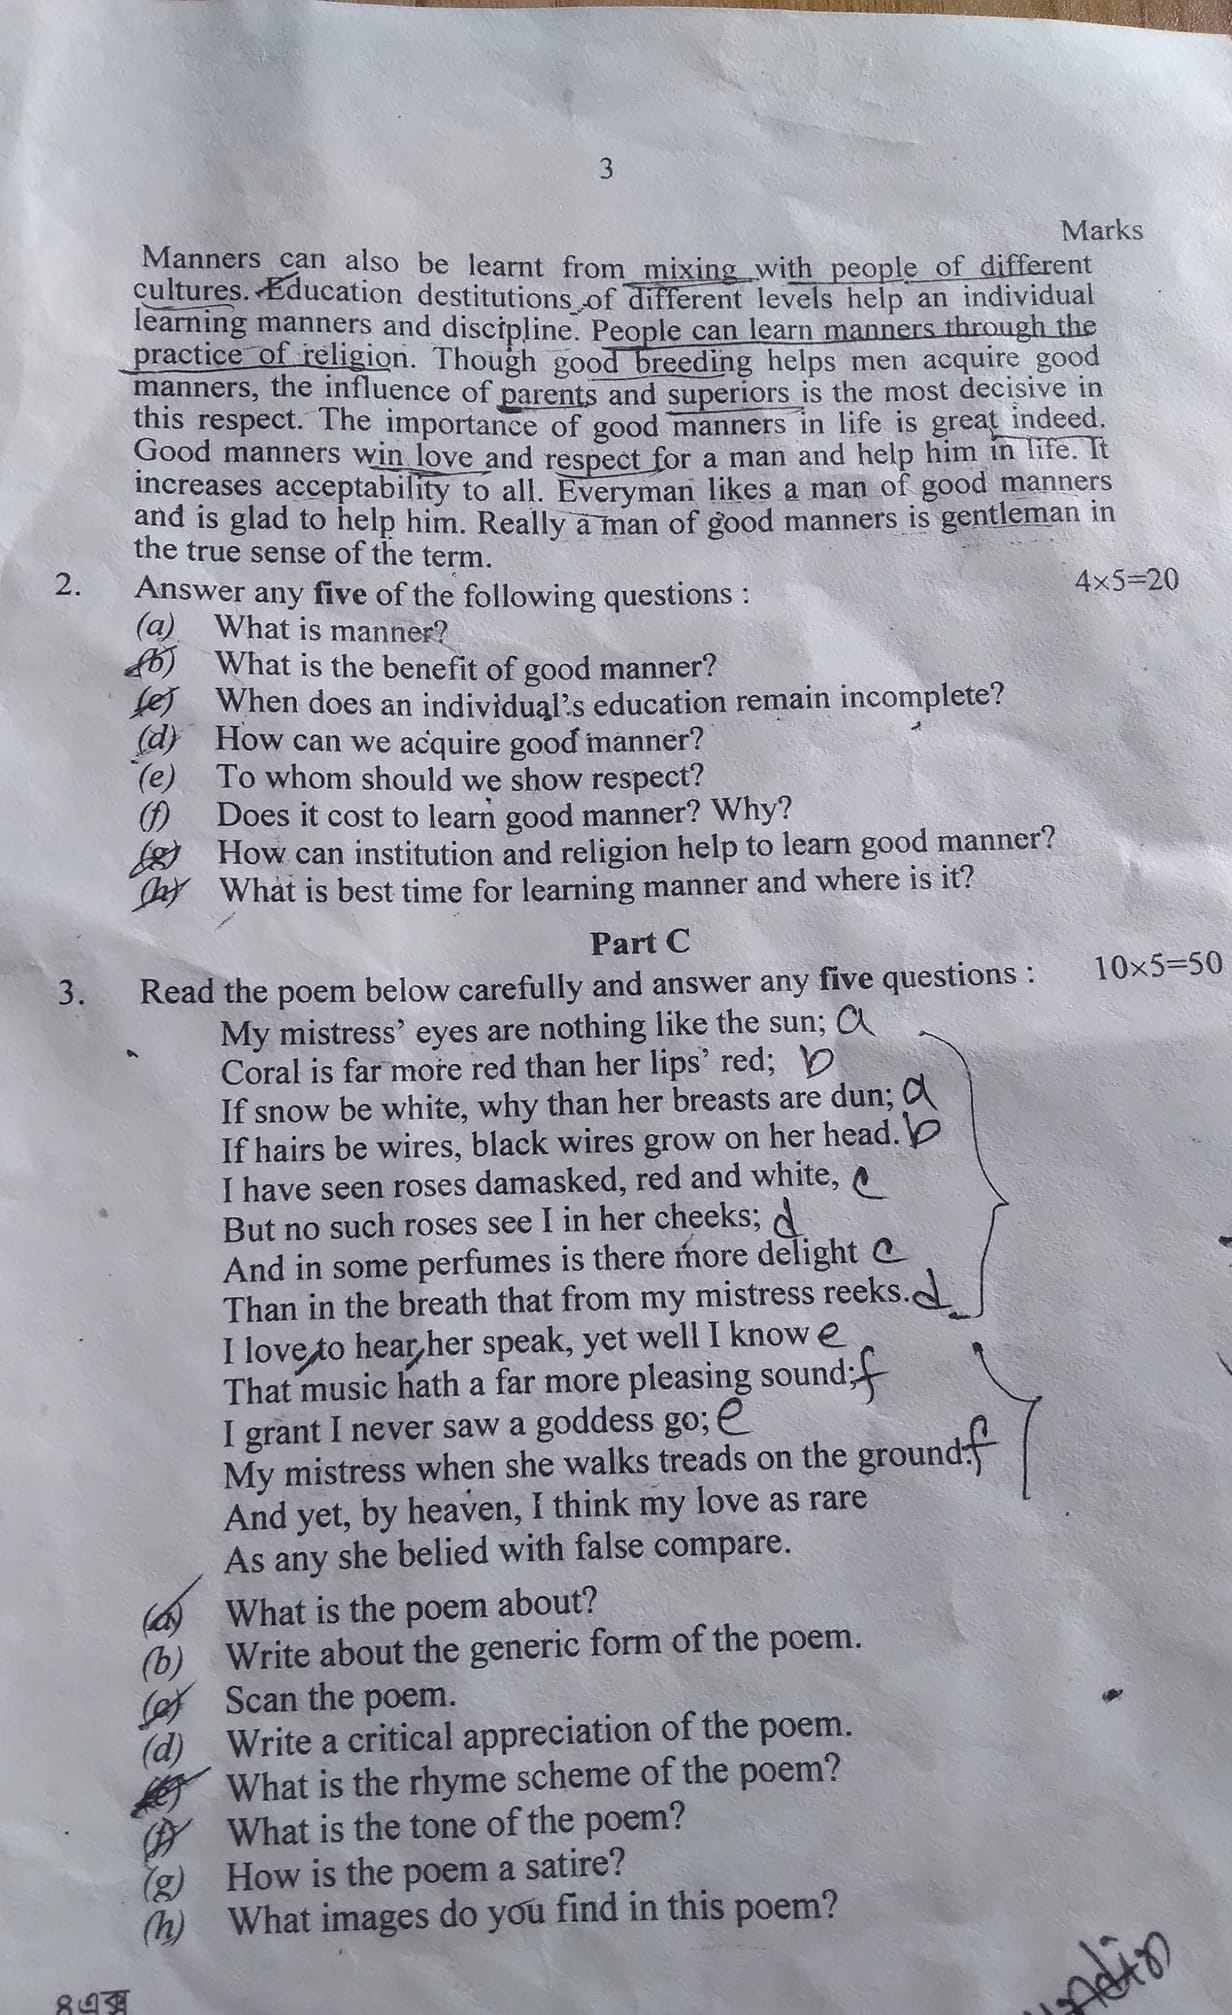 3
Marks
Manners can also be learnt from mixing with people of different
cultures. Education destitutions of different levels help an individual
learning manners and discipline. People can learn manners through the
practice of religion. Though good breeding helps men acquire good
manners, the influence of parents and superiors is the most decisive in
this respect. The importance of good manners in life is great indeed.
Good manners win love and respect for a man and help him in life. It
increases acceptability to all. Everyman likes a man of good manners
and is glad to help him. Really a man of good manners is gentleman in
the true sense of the term.
2. Answer any five of the following questions : 4×5=20
(a) What is manner?
(b) What is the benefit of good manner?
(c) When does an individual's education remain incomplete?
(d) How can we acquire good manner?
(e) To whom should we show respect?
(f) Does it cost to learn good manner? Why?
(g) How can institution and religion help to learn good manner?
(h) What is best time for learning manner and where is it?
Part C
3. Read the poem below carefully and answer any five questions : 10×5=50
My mistress' eyes are nothing like the sun; a
Coral is far more red than her lips' red; b
If snow be white, why than her breasts are dun; a
If hairs be wires, black wires grow on her head. b
I have seen roses damasked, red and white, c
But no such roses see I in her cheeks; d
And in some perfumes is there more delight c
Than in the breath that from my mistress reeks. d
I love to hear her speak, yet well I know e
That music hath a far more pleasing sound; f
I grant I never saw a goddess go; e
My mistress when she walks treads on the ground: f
And yet, by heaven, I think my love as rare
As any she belied with false compare.
(a) What is the poem about?
(b) Write about the generic form of the poem.
(c) Scan the poem.
(d) Write a critical appreciation of the poem.
(e) What is the rhyme scheme of the poem?
(f) What is the tone of the poem?
(g) How is the poem a satire?
(h) What images do you find in this poem?